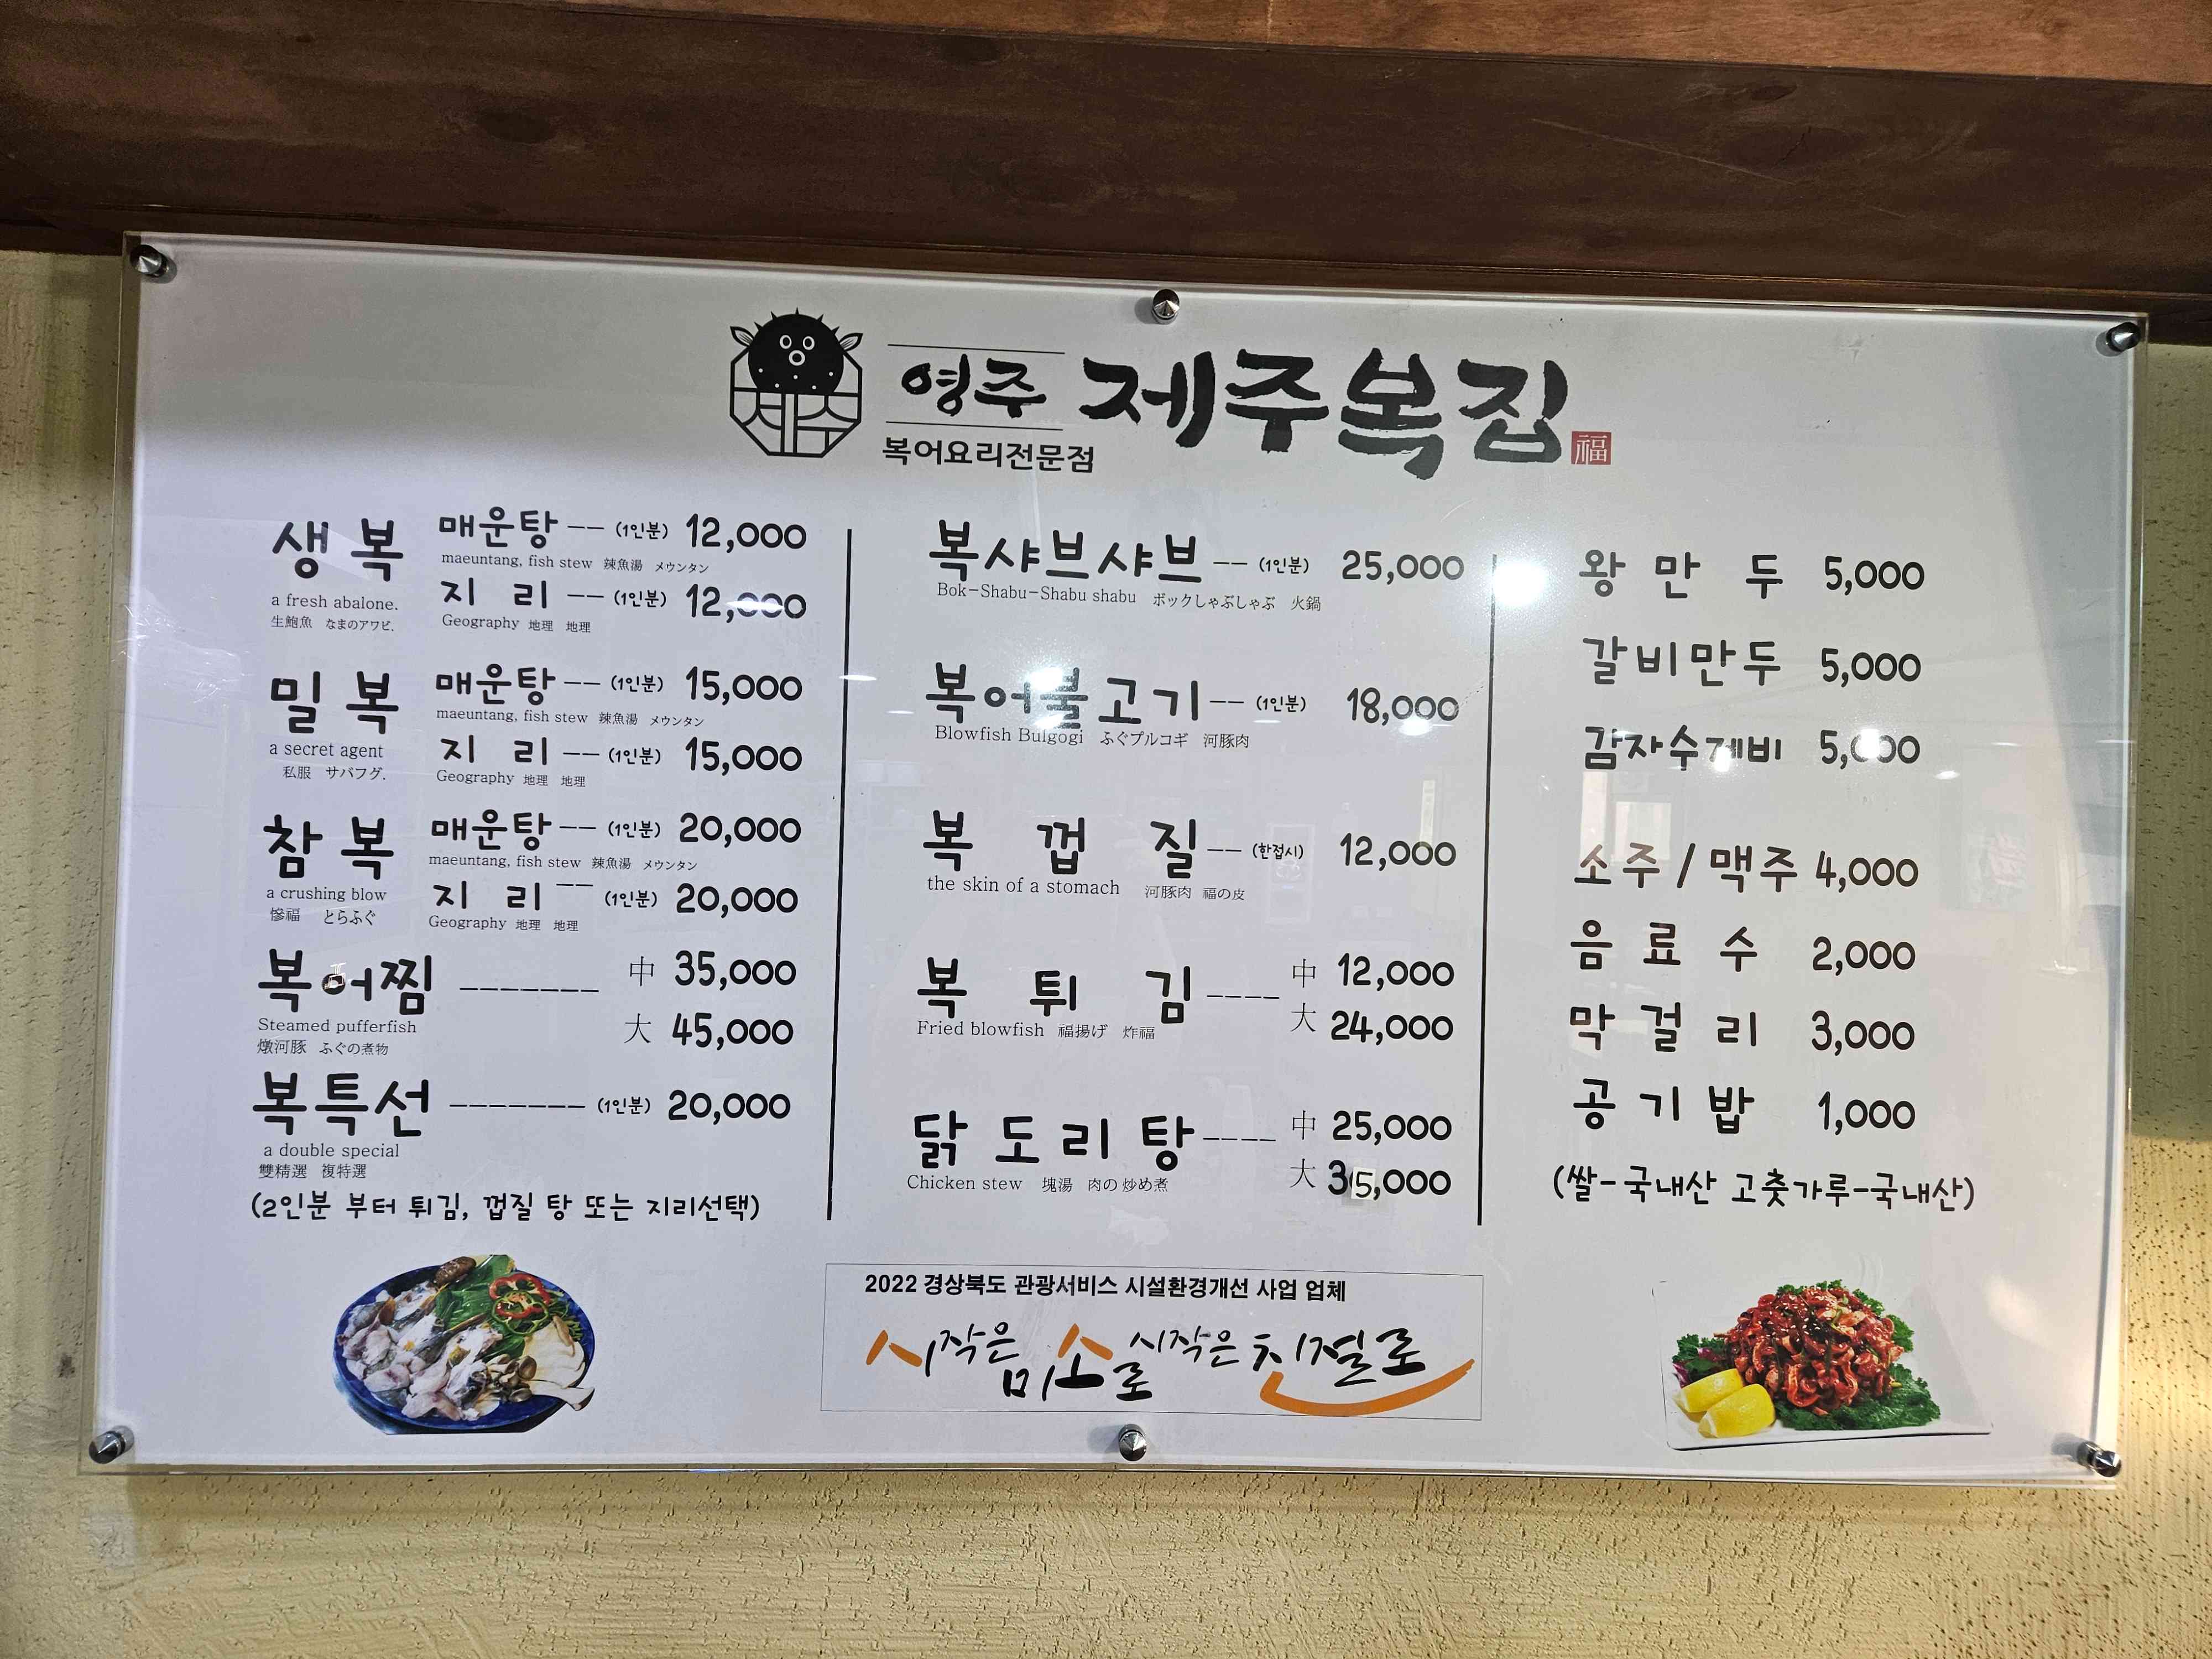 영주 제주복집 福
복어요리전문점
생복 매운탕 -- (1인분) 12,000
maeuntang, fish stew 辣魚湯 メウンタン
지 리 -- (1인분) 12,000
a fresh abalone. Geography 地理 地理
生鮑魚 なまのアワビ.
밀복 매운탕 -- (1인분) 15,000
maeuntang, fish stew 辣魚湯 メウンタン
지 리 -- (1인분) 15,000
a secret agent Geography 地理 地理
私服 サバフグ.
참복 매운탕 -- (1인분) 20,000
maeuntang, fish stew 辣魚湯 メウンタン
지 리 -- (1인분) 20,000
a crushing blow Geography 地理 地理
慘福 とらふぐ
복어찜 ------- 中 35,000
Steamed pufferfish 大 45,000
燉河豚 ふぐの煮物
복특선 ------- (1인분) 20,000
a double special
雙精選 複特選
(2인분 부터 튀김, 껍질 탕 또는 지리선택)
복샤브샤브 -- (1인분) 25,000
Bok-Shabu-Shabu shabu ボックしゃぶしゃぶ 火鍋
복어불고기 -- (1인분) 18,000
Blowfish Bulgogi ふぐプルコギ 河豚肉
복 껍 질 -- (한접시) 12,000
the skin of a stomach 河豚肉 福の皮
복 튀 김 ---- 中 12,000
大 24,000
Fried blowfish 福揚げ 炸福
닭 도 리 탕 ---- 中 25,000
大 35,000
Chicken stew 塊湯 肉の炒め煮
왕 만 두 5,000
갈비만두 5,000
감자수제비 5,000
소주 / 맥주 4,000
음 료 수 2,000
막 걸 리 3,000
공 기 밥 1,000
(쌀-국내산 고춧가루-국내산)
2022 경상북도 관광서비스 시설환경개선 사업 업체
시작은 미소로 시작은 친절로